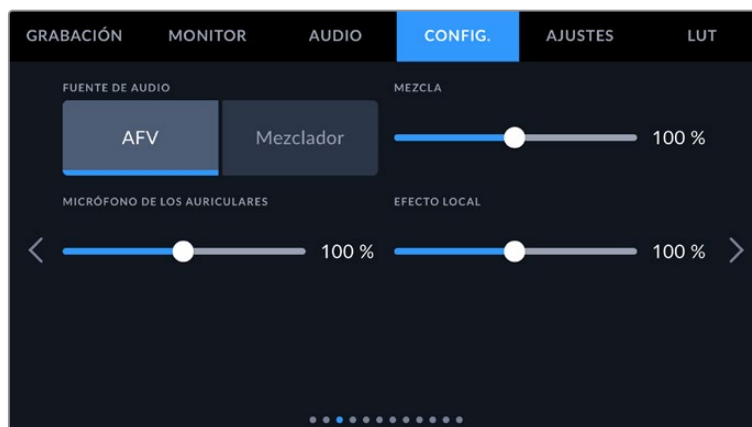 GRABACIÓN MONITOR AUDIO CONFIG. AJUSTES LUT
FUENTE DE AUDIO MEZCLA
AFV Mezclador 100 %
MICRÓFONO DE LOS AURICULARES EFECTO LOCAL
100 % 100 %